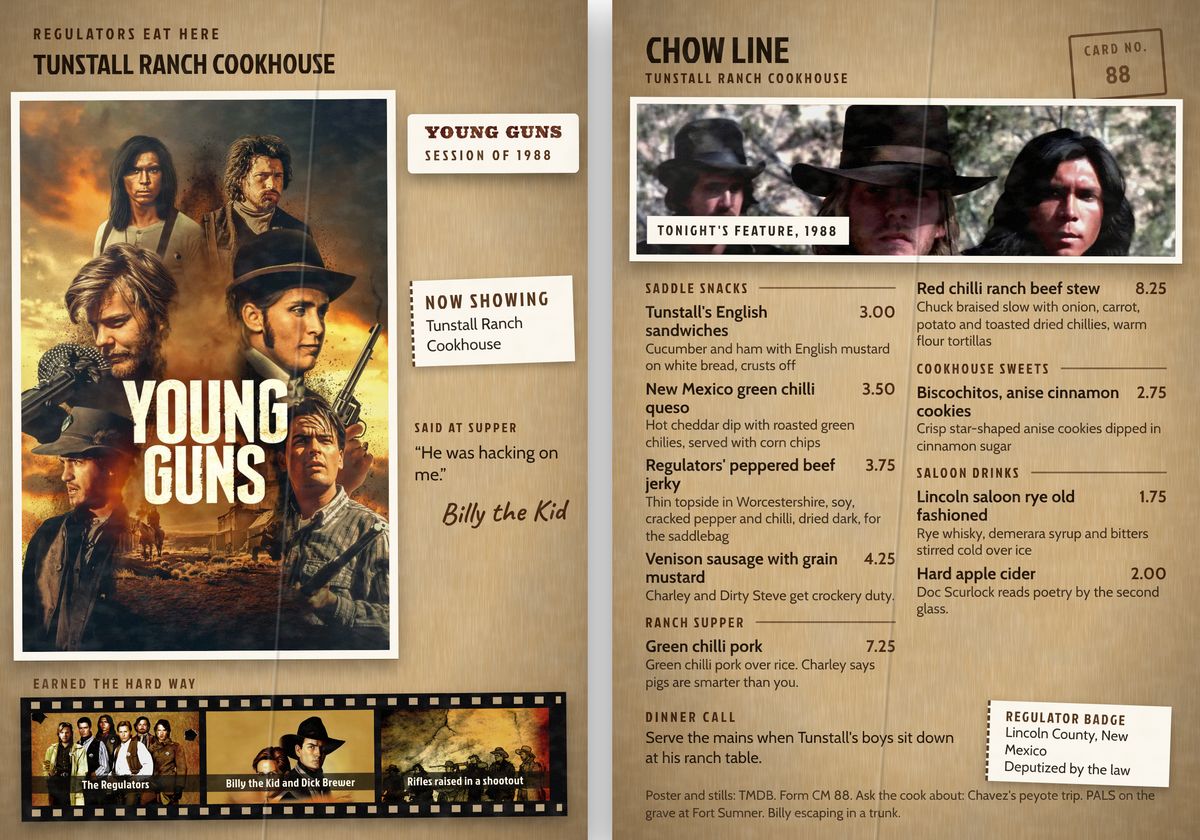 REGULATORS EAT HERE
TUNSTALL RANCH COOKHOUSE
YOUNG GUNS
SESSION OF 1988
NOW SHOWING
Tunstall Ranch
Cookhouse
YOUNG
GUNS
SAID AT SUPPER
“He was hacking on
me.”
Billy the Kid
EARNED THE HARD WAY
The Regulators
Billy the Kid and Dick Brewer
Rifles raised in a shootout
CHOW LINE
TUNSTALL RANCH COOKHOUSE
CARD NO.
88
TONIGHT'S FEATURE, 1988
SADDLE SNACKS
Tunstall's English 3.00
sandwiches
Cucumber and ham with English mustard
on white bread, crusts off
New Mexico green chilli 3.50
queso
Hot cheddar dip with roasted green
chilies, served with corn chips
Regulators' peppered beef 3.75
jerky
Thin topside in Worcestershire, soy,
cracked pepper and chilli, dried dark, for
the saddlebag
Venison sausage with grain 4.25
mustard
Charley and Dirty Steve get crockery duty.
RANCH SUPPER
Green chilli pork 7.25
Green chilli pork over rice. Charley says
pigs are smarter than you.
Red chilli ranch beef stew 8.25
Chuck braised slow with onion, carrot,
potato and toasted dried chillies, warm
flour tortillas
COOKHOUSE SWEETS
Biscochitos, anise cinnamon 2.75
cookies
Crisp star-shaped anise cookies dipped in
cinnamon sugar
SALOON DRINKS
Lincoln saloon rye old 1.75
fashioned
Rye whisky, demerara syrup and bitters
stirred cold over ice
Hard apple cider 2.00
Doc Scurlock reads poetry by the second
glass.
DINNER CALL
Serve the mains when Tunstall's boys sit down
at his ranch table.
REGULATOR BADGE
Lincoln County, New
Mexico
Deputized by the law
Poster and stills: TMDB. Form CM 88. Ask the cook about: Chavez's peyote trip. PALS on the
grave at Fort Sumner. Billy escaping in a trunk.